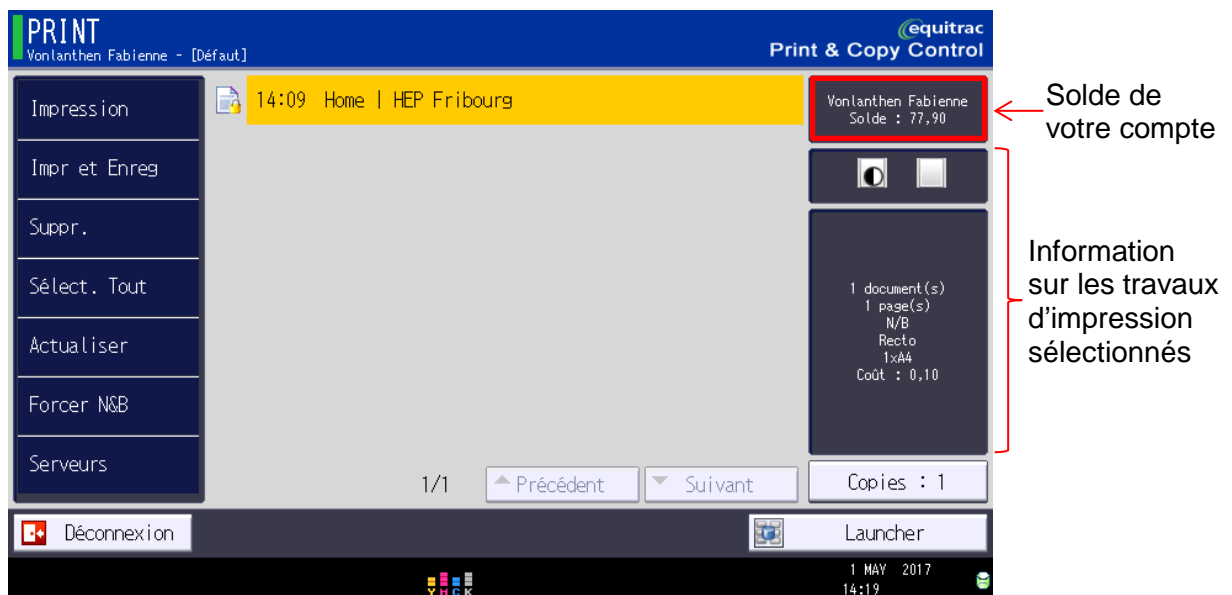 PRINT
Vonlanthen Fabienne - [Défaut]
equitrac
Print & Copy Control
Impression
Impr et Enreg
Suppr.
Sélect. Tout
Actualiser
Forcer N&B
Serveurs
14:09 Home | HEP Fribourg
Vonlanthen Fabienne
Solde : 77,90
1 document(s)
1 page(s)
N/B
Recto
1xA4
Coût : 0,10
1/1
Précédent
Suivant
Copies : 1
Déconnexion
Launcher
Y M C K
1 MAY 2017
14:19
Solde de
votre compte
Information
sur les travaux
d'impression
sélectionnés